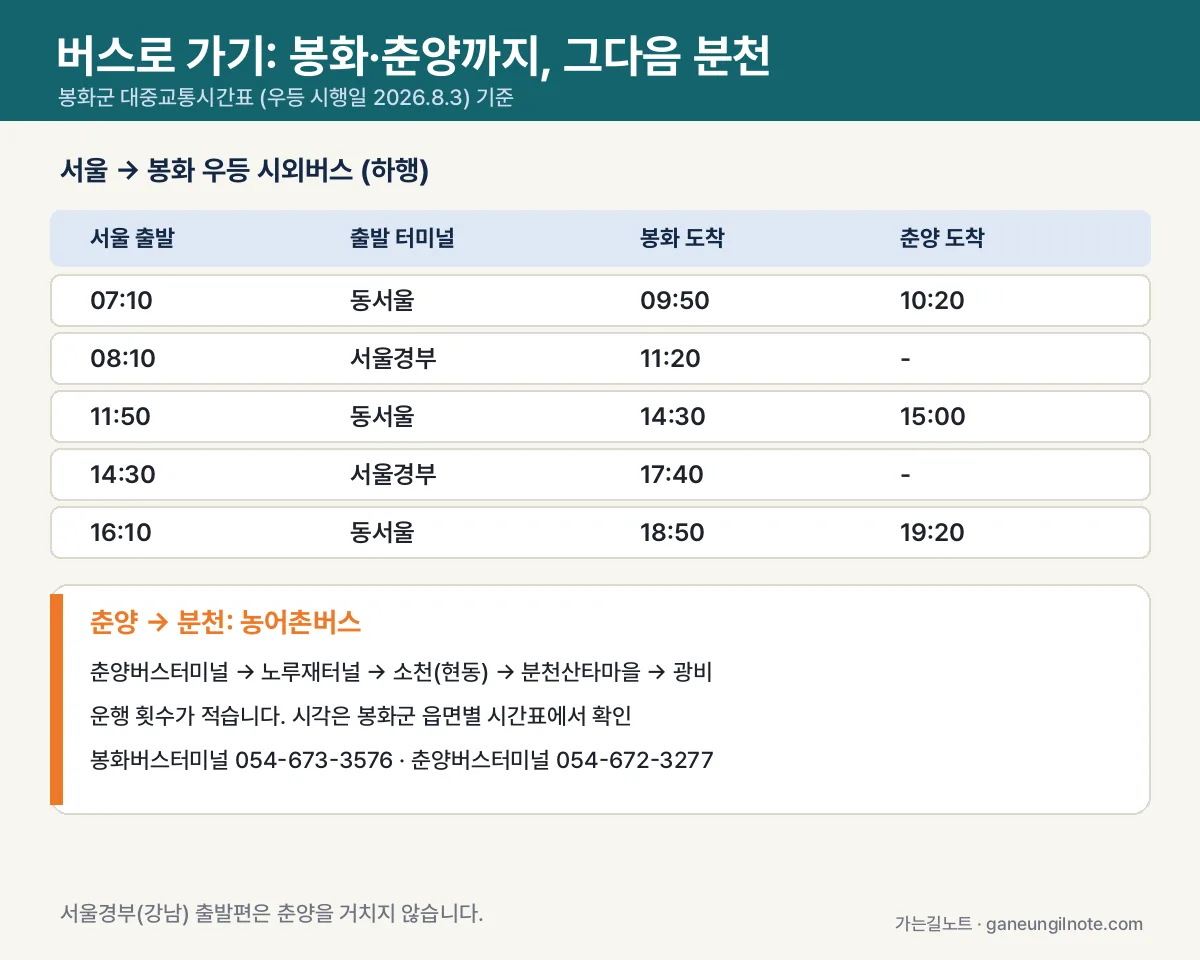 버스로 가기: 봉화·춘양까지, 그다음 분천
봉화군 대중교통시간표 (우등 시행일 2026.8.3) 기준
서울 → 봉화 우등 시외버스 (하행)
서울 출발 출발 터미널 봉화 도착 춘양 도착
07:10 동서울 09:50 10:20
08:10 서울경부 11:20 -
11:50 동서울 14:30 15:00
14:30 서울경부 17:40 -
16:10 동서울 18:50 19:20
춘양 → 분천: 농어촌버스
춘양버스터미널 → 노루재터널 → 소천(현동) → 분천산타마을 → 광비
운행 횟수가 적습니다. 시각은 봉화군 읍면별 시간표에서 확인
봉화버스터미널 054-673-3576 · 춘양버스터미널 054-672-3277
서울경부(강남) 출발편은 춘양을 거치지 않습니다.
가는길노트 · ganeungilnote.com